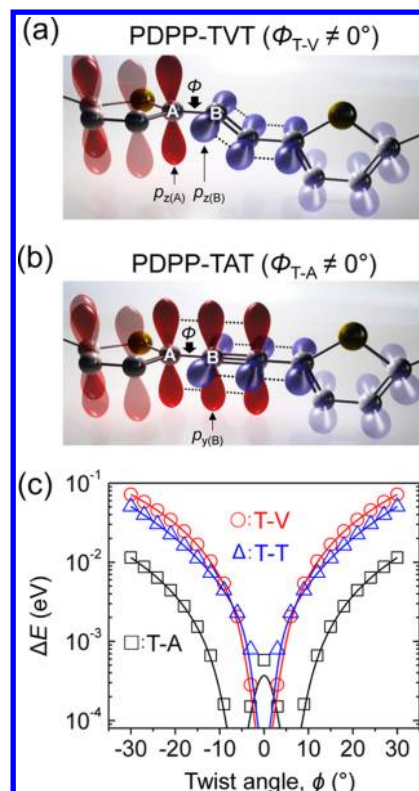 (a)
PDPP-TVT (Φ_T-V ≠ 0°)
Φ
A B
p_z(A) p_z(B)
(b)
PDPP-TAT (Φ_T-A ≠ 0°)
Φ
A B
p_y(B)
(c)
10⁻¹
○:T-V
Δ:T-T
10⁻²
ΔE (eV)
10⁻³
□:T-A
10⁻⁴
-30 -20 -10 0 10 20 30
Twist angle, ϕ (°)